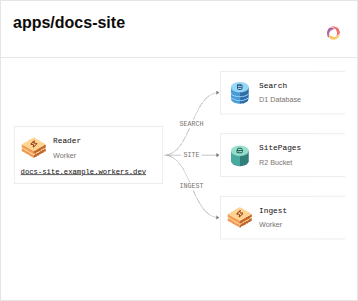 apps/docs-site
Search
D1 Database
SEARCH
Reader
Worker
docs-site.example.workers.dev
SITE
SitePages
R2 Bucket
INGEST
Ingest
Worker